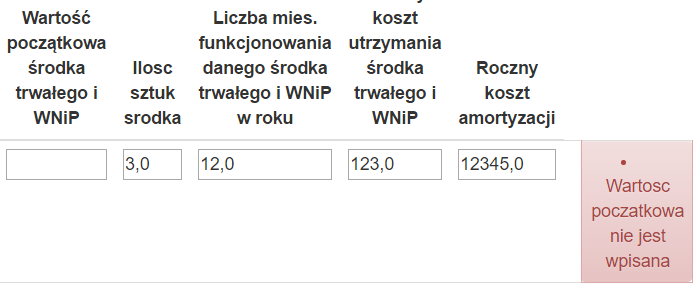 Wartość
początkowa
środka
trwałego i
WNiP
Ilosc
sztuk
srodka
Liczba mies.
funkcjonowania
danego środka
trwałego i WNiP
w roku
koszt
utrzymania
środka
trwałego i
WNiP
Roczny
koszt
amortyzacji
3,0
12,0
123,0
12345,0
• Wartosc
poczatkowa
nie jest
wpisana